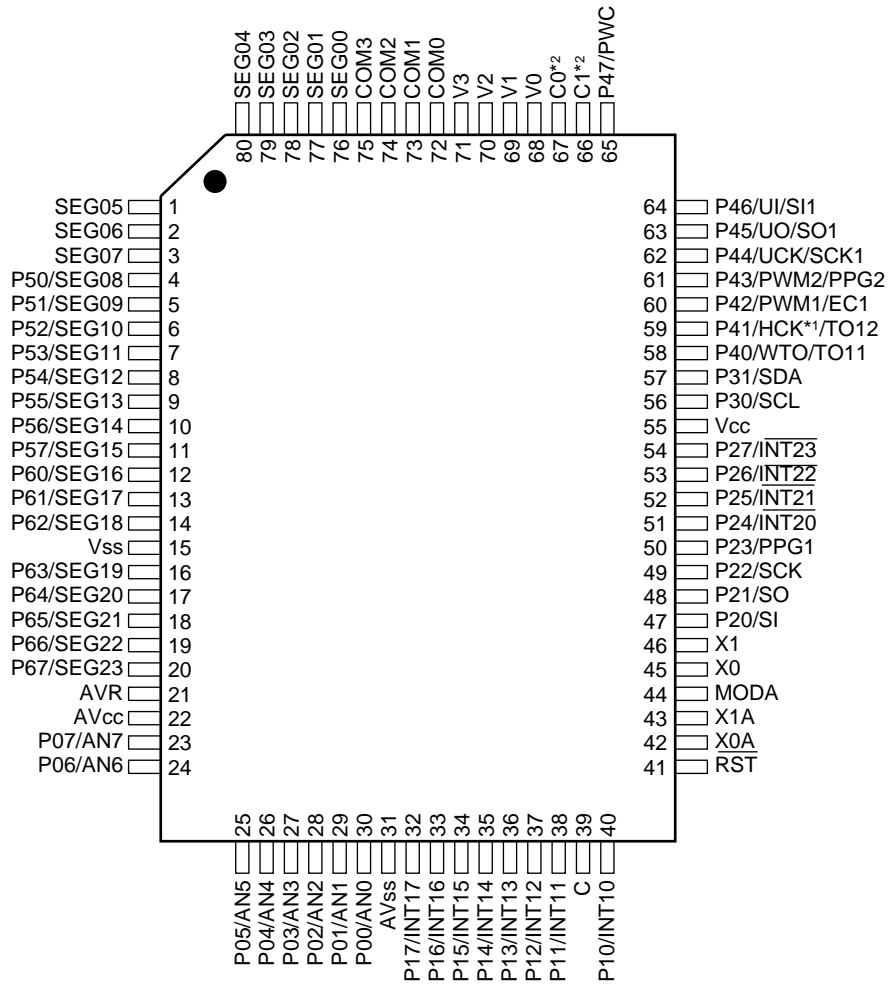 SEG04
SEG03
SEG02
SEG01
SEG00
COM3
COM2
COM1
COM0
V3
V2
V1
V0
C0*2
C1*2
P47/PWC
80
79
78
77
76
75
74
73
72
71
70
69
68
67
66
65
SEG05 1
SEG06 2
SEG07 3
P50/SEG08 4
P51/SEG09 5
P52/SEG10 6
P53/SEG11 7
P54/SEG12 8
P55/SEG13 9
P56/SEG14 10
P57/SEG15 11
P60/SEG16 12
P61/SEG17 13
P62/SEG18 14
Vss 15
P63/SEG19 16
P64/SEG20 17
P65/SEG21 18
P66/SEG22 19
P67/SEG23 20
AVR 21
AVcc 22
P07/AN7 23
P06/AN6 24
64 P46/UI/SI1
63 P45/UO/SO1
62 P44/UCK/SCK1
61 P43/PWM2/PPG2
60 P42/PWM1/EC1
59 P41/HCK*1/TO12
58 P40/WTO/TO11
57 P31/SDA
56 P30/SCL
55 Vcc
54 P27/INT23
53 P26/INT22
52 P25/INT21
51 P24/INT20
50 P23/PPG1
49 P22/SCK
48 P21/SO
47 P20/SI
46 X1
45 X0
44 MODA
43 X1A
42 X0A
41 RST
25
26
27
28
29
30
31
32
33
34
35
36
37
38
39
40
P05/AN5
P04/AN4
P03/AN3
P02/AN2
P01/AN1
P00/AN0
AVss
P17/INT17
P16/INT16
P15/INT15
P14/INT14
P13/INT13
P12/INT12
P11/INT11
C
P10/INT10